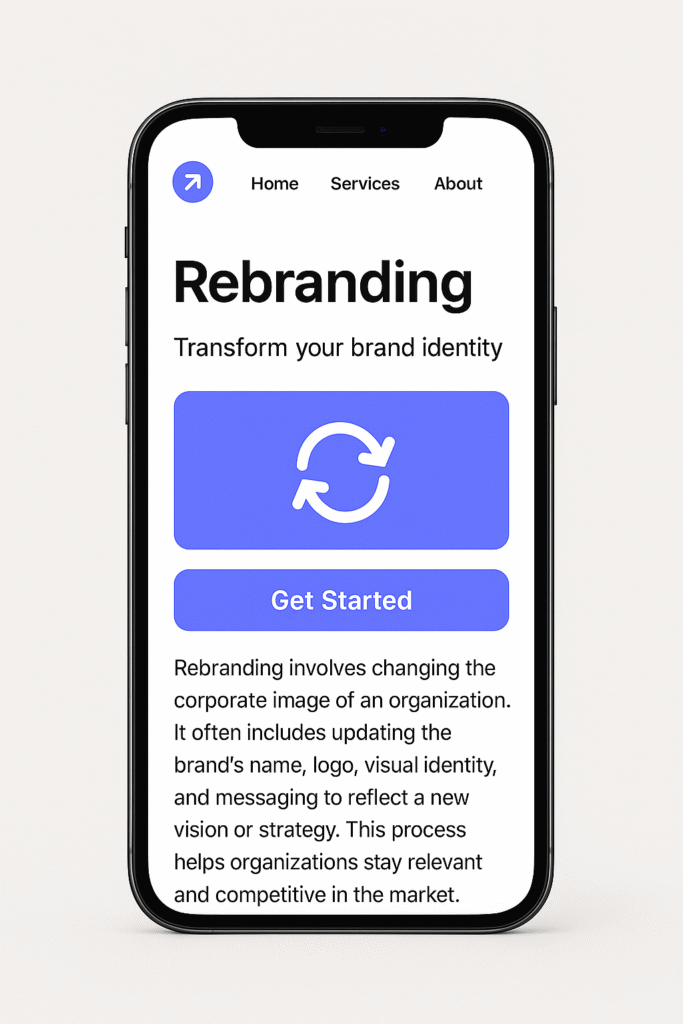 Home Services About
Rebranding
Transform your brand identity
Get Started
Rebranding involves changing the
corporate image of an organization.
It often includes updating the
brand's name, logo, visual identity,
and messaging to reflect a new
vision or strategy. This process
helps organizations stay relevant
and competitive in the market.